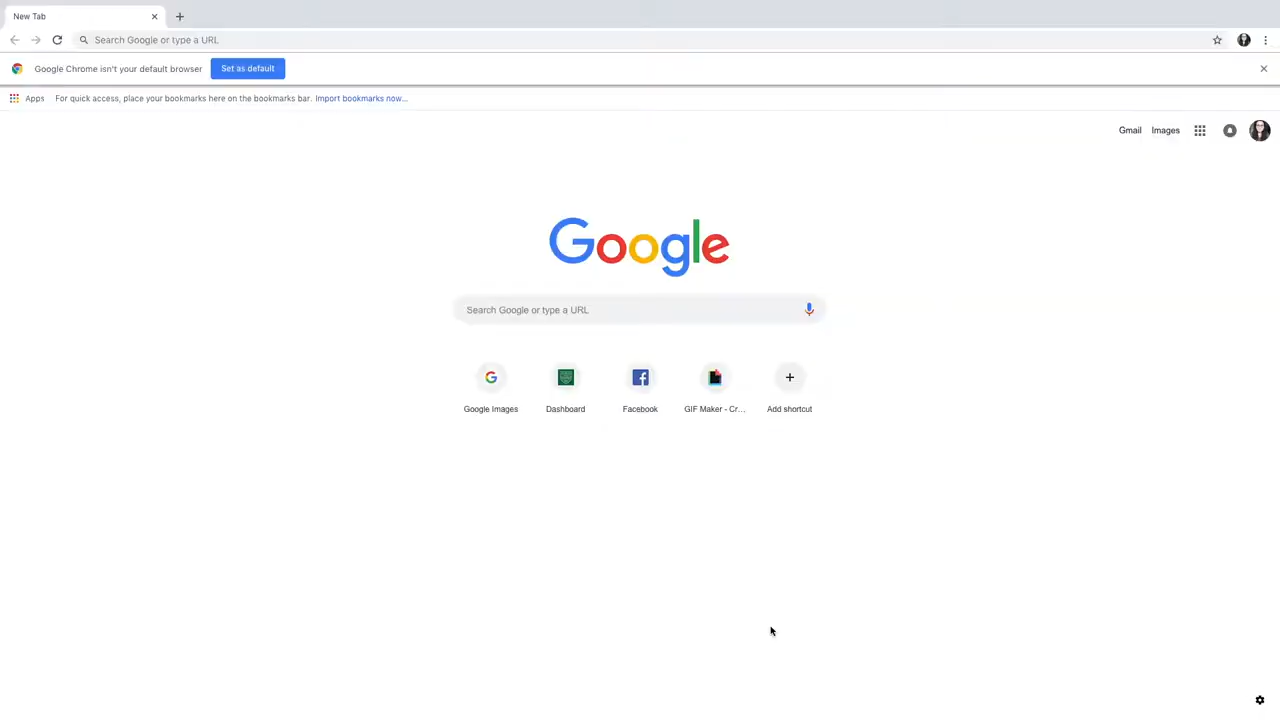 New Tab
Search Google or type a URL
Google Chrome isn't your default browser Set as default
Apps For quick access, place your bookmarks here on the bookmarks bar. Import bookmarks now...
Gmail Images
Google
Search Google or type a URL
Google Images Dashboard Facebook GIF Maker - Cr... Add shortcut